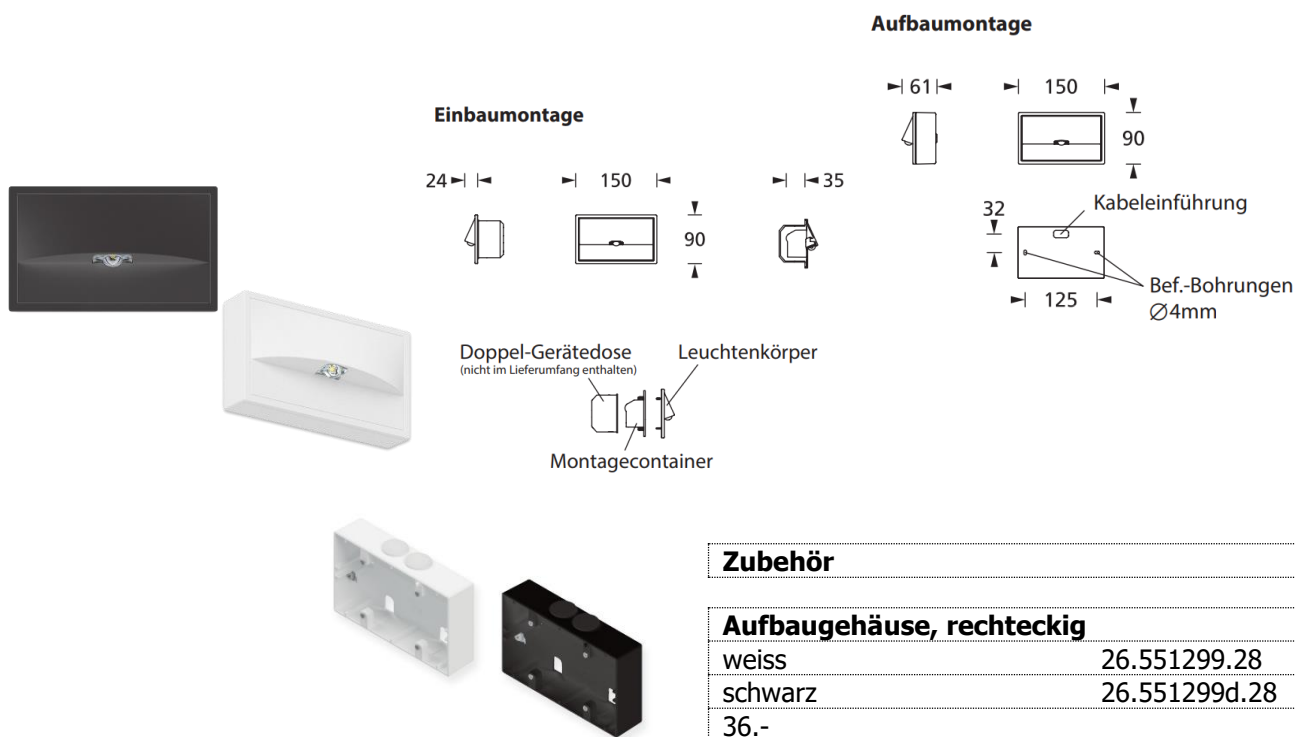 Aufbaumontage
61
150
90
32
Kabeleinführung
Bef.-Bohrungen
∅4mm
125
Einbaumontage
24
150
35
90
Doppel-Gerätedose
(nicht im Lieferumfang enthalten)
Leuchtenkörper
Montagecontainer
Zubehör
Aufbaugehäuse, rechteckig
weiss 26.551299.28
schwarz 26.551299d.28
36.-